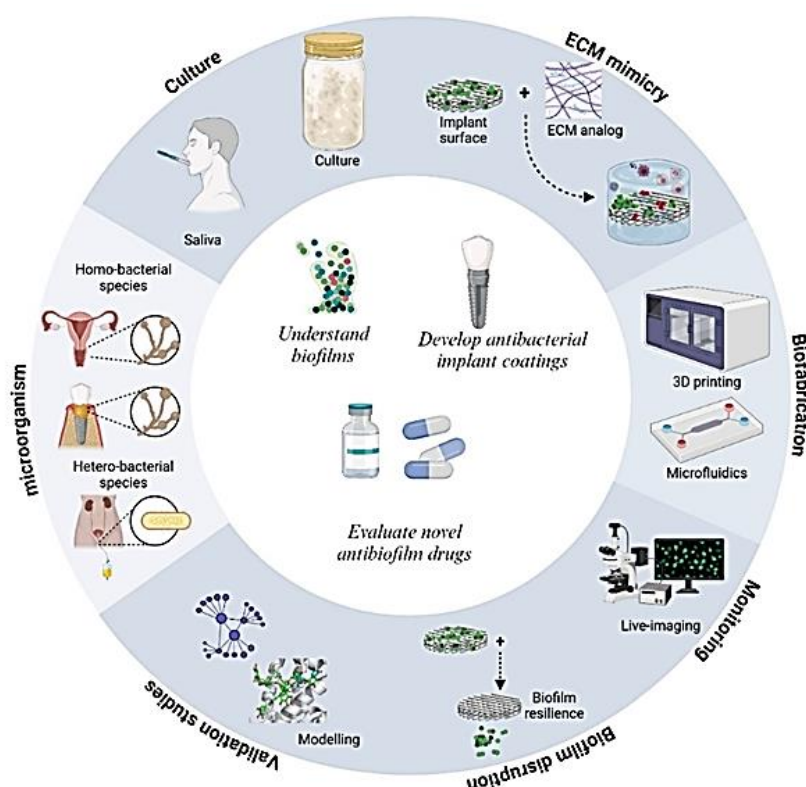 Culture
ECM mimicry
Biofabrication
Monitoring
Biofilm disruption
Validation studies
microorganism
Saliva
Culture
Implant
surface
+
ECM analog
3D printing
Microfluidics
Live-imaging
+
Biofilm
resilience
Modelling
Homo-bacterial
species
Hetero-bacterial
species
Understand
biofilms
Develop antibacterial
implant coatings
Evaluate novel
antibiofilm drugs